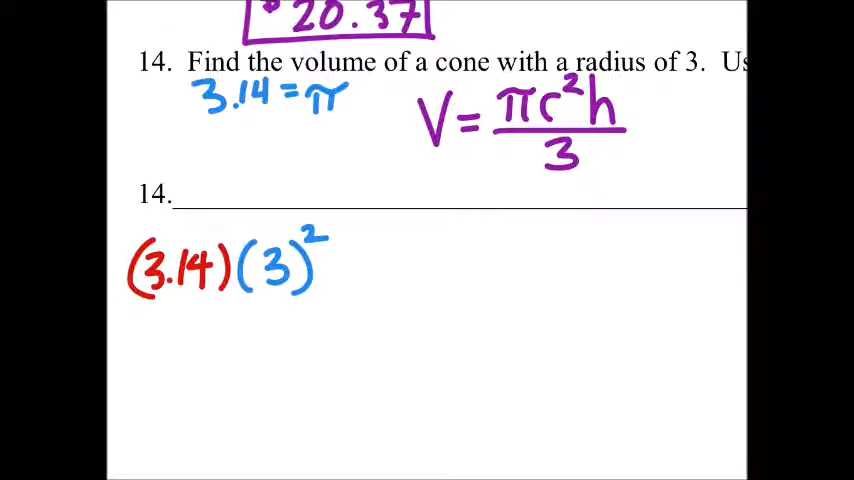 $20.37
14. Find the volume of a cone with a radius of 3. Us
3.14 = π
V = πr²h/3
14.
(3.14)(3)²